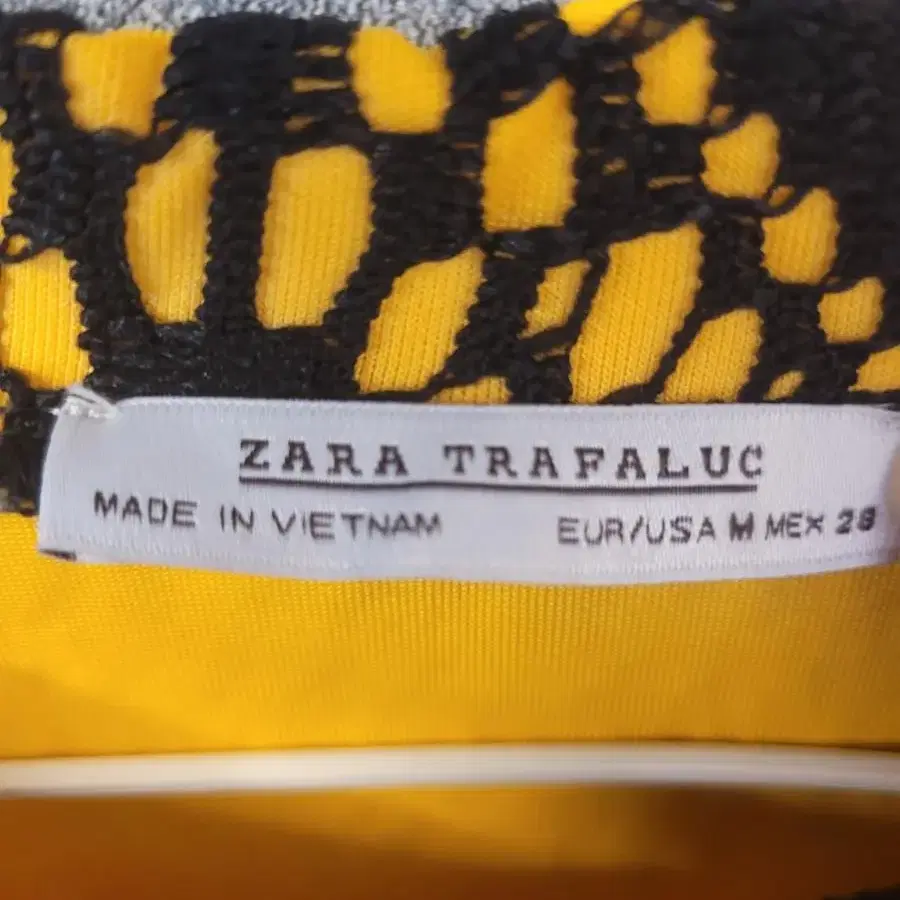 ZARA TRAFALUC
MADE IN VIETNAM EUR/USA M MEX 28